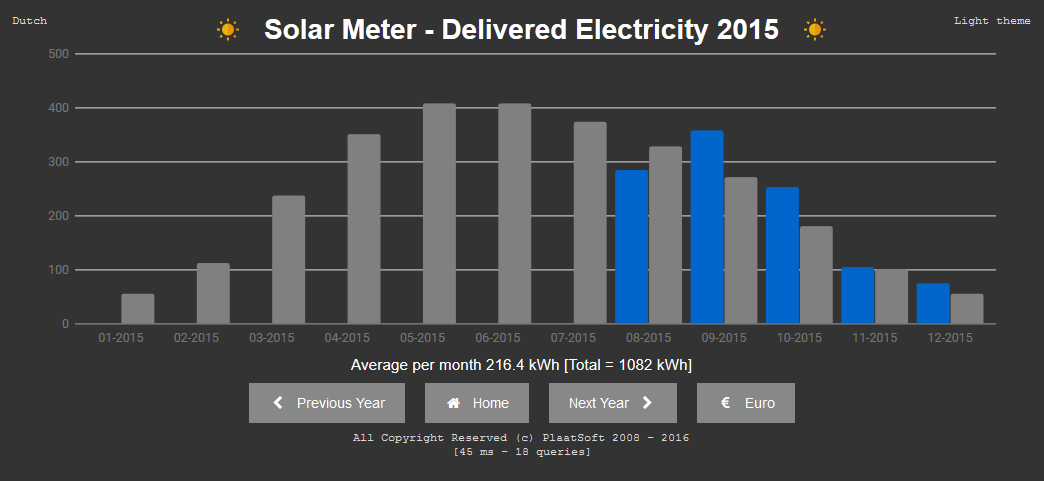 Dutch
Solar Meter - Delivered Electricity 2015
Light theme
500
400
300
200
100
0
01-2015 02-2015 03-2015 04-2015 05-2015 06-2015 07-2015 08-2015 09-2015 10-2015 11-2015 12-2015
Average per month 216.4 kWh [Total = 1082 kWh]
Previous Year Home Next Year € Euro
All Copyright Reserved (c) PlaatSoft 2008 - 2016
[45 ms - 18 queries]